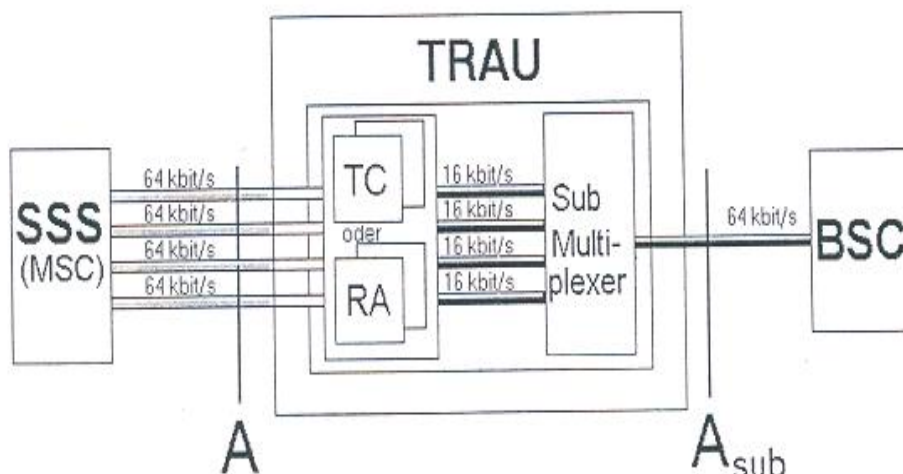 TRAU
SSS
(MSC)
64 kbit/s
64 kbit/s
64 kbit/s
64 kbit/s
TC
oder
RA
16 kbit/s
16 kbit/s
16 kbit/s
16 kbit/s
Sub
Multi-
plexer
64 kbit/s
BSC
A
Asub